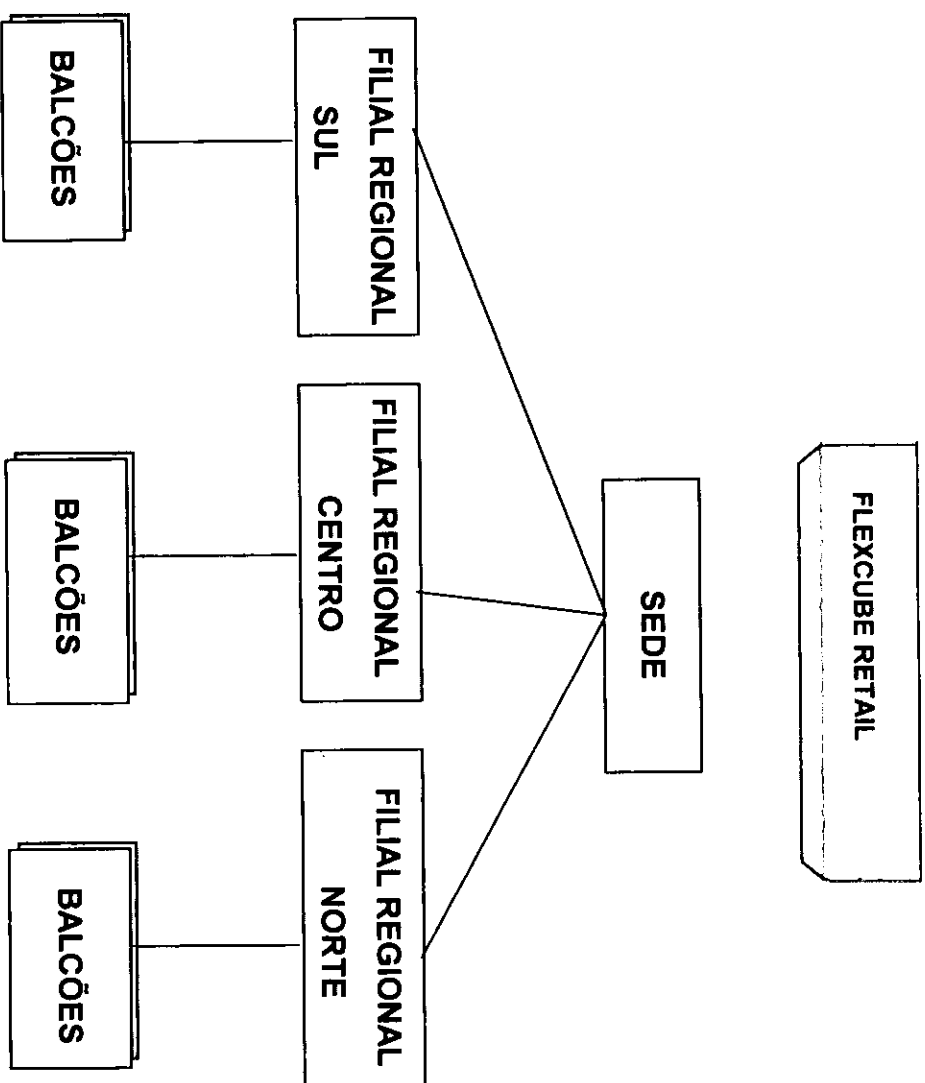 FLEXCUBE RETAIL
SEDE
FILIAL REGIONAL
SUL
FILIAL REGIONAL
CENTRO
FILIAL REGIONAL
NORTE
BALCÕES
BALCÕES
BALCÕES